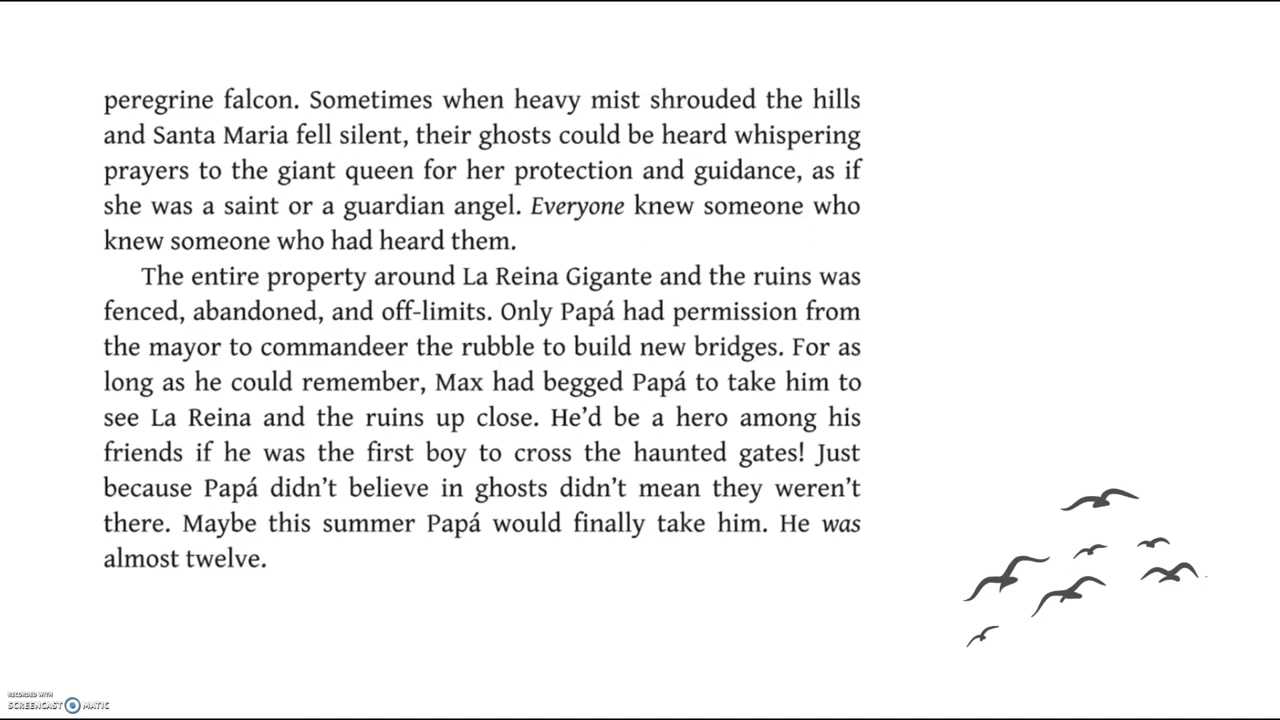 peregrine falcon. Sometimes when heavy mist shrouded the hills
and Santa Maria fell silent, their ghosts could be heard whispering
prayers to the giant queen for her protection and guidance, as if
she was a saint or a guardian angel. Everyone knew someone who
knew someone who had heard them.
The entire property around La Reina Gigante and the ruins was
fenced, abandoned, and off-limits. Only Papá had permission from
the mayor to commandeer the rubble to build new bridges. For as
long as he could remember, Max had begged Papá to take him to
see La Reina and the ruins up close. He’d be a hero among his
friends if he was the first boy to cross the haunted gates! Just
because Papá didn’t believe in ghosts didn’t mean they weren’t
there. Maybe this summer Papá would finally take him. He was
almost twelve.
RECORDED WITH
SCREENCAST MATIC